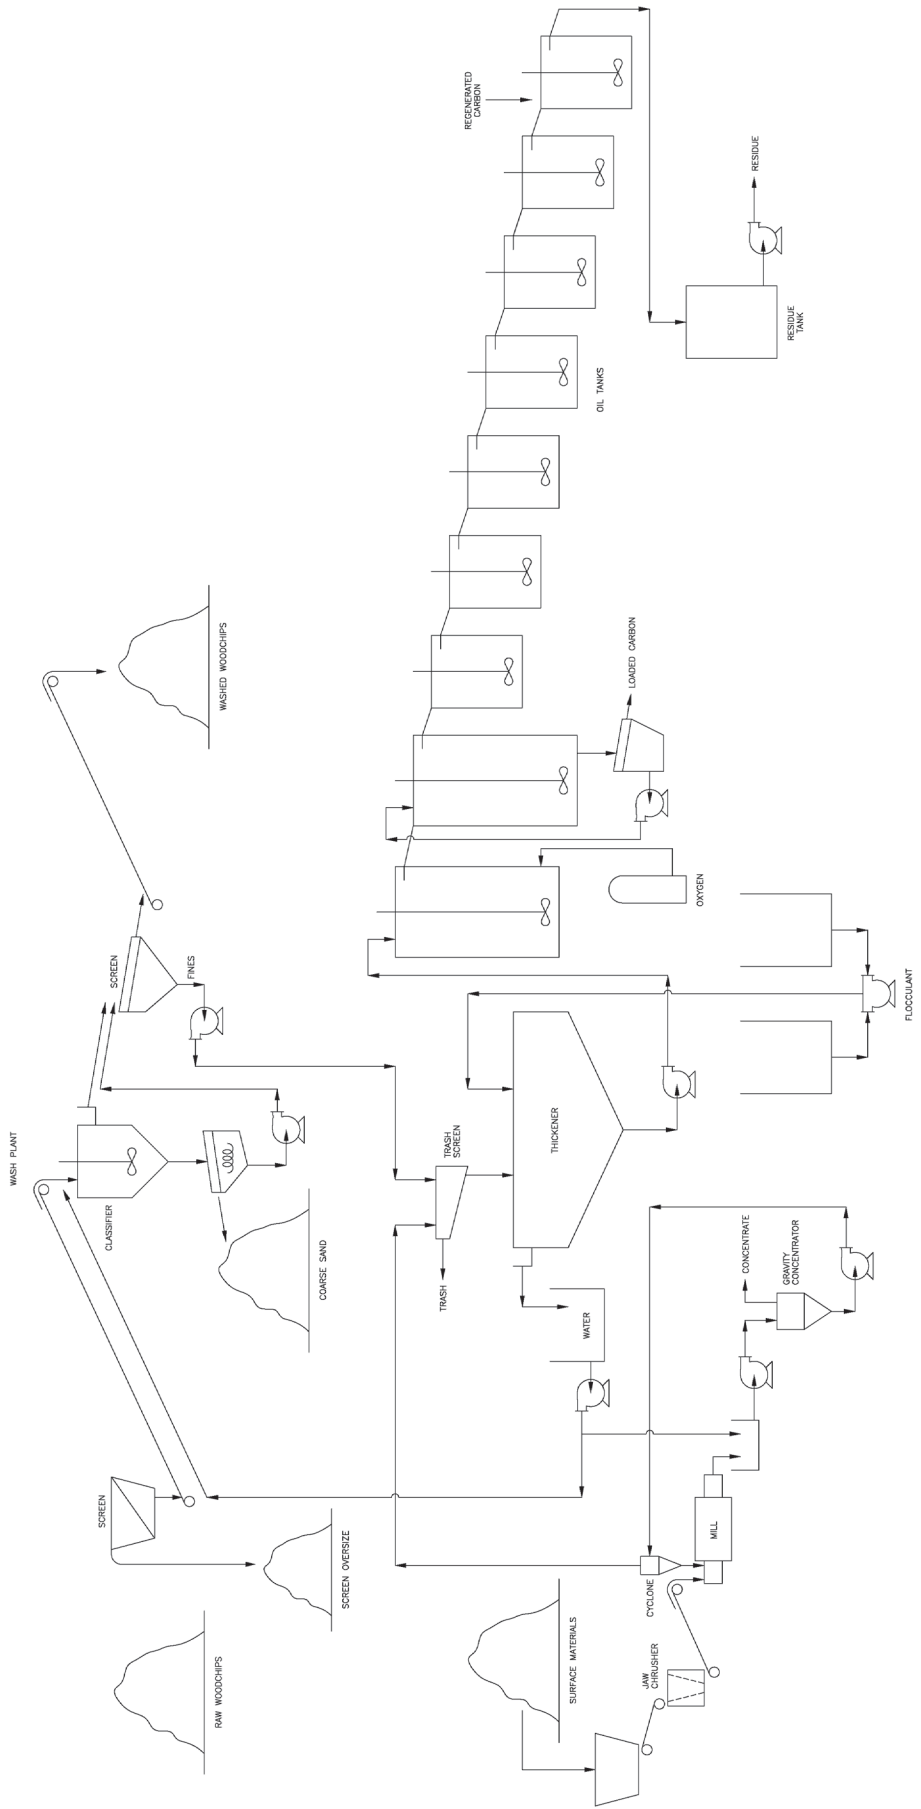 WASH PLANT
SCREEN
CLASSIFIER
SCREEN
FINES
RAW WOODCHIPS
WASHED WOODCHIPS
COARSE SAND
SCREEN OVERSIZE
TRASH
TRASH
SCREEN
REGENERATED
CARBON
THICKENER
SURFACE MATERIALS
WATER
OIL TANKS
LOADED CARBON
JAW
CHRUSHER
CYCLONE
OXYGEN
MILL
CONCENTRATE
RESIDUE
GRAVITY
CONCENTRATOR
RESIDUE
TANK
FLOCCULANT